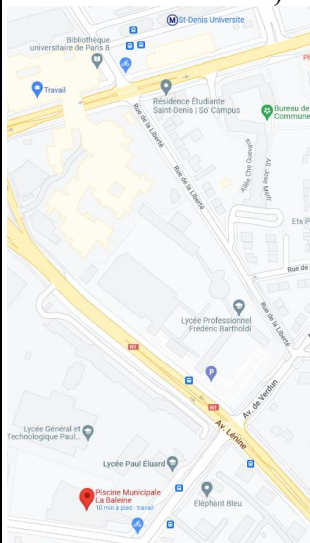 St-Denis Université
Bibliothèque
universitaire de Paris 8
Travail
Résidence Étudiante
Saint-Denis | So' Campus
Bureau de
Commune
Rue de la Liberté
Rue de la Liberté
Allée Che Guevara
All. José Marti
Ets P
Rue de
Rue de la Liberté
Lycée Professionnel
Frédéric Bartholdi
N1
P
N1
Av. de Verdun
Av. Lénine
Lycée Général et
Technologique Paul...
Lycée Paul Éluard
Piscine Municipale
La Baleine
10 min à pied - travail
Éléphant Bleu